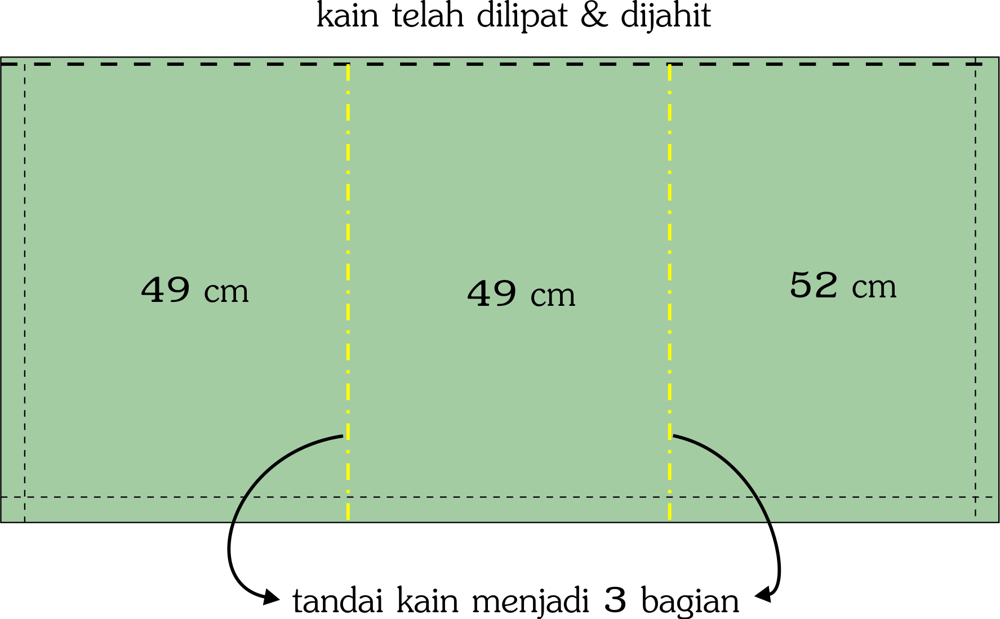 kain telah dilipat & dijahit
49 cm
49 cm
52 cm
tandai kain menjadi 3 bagian